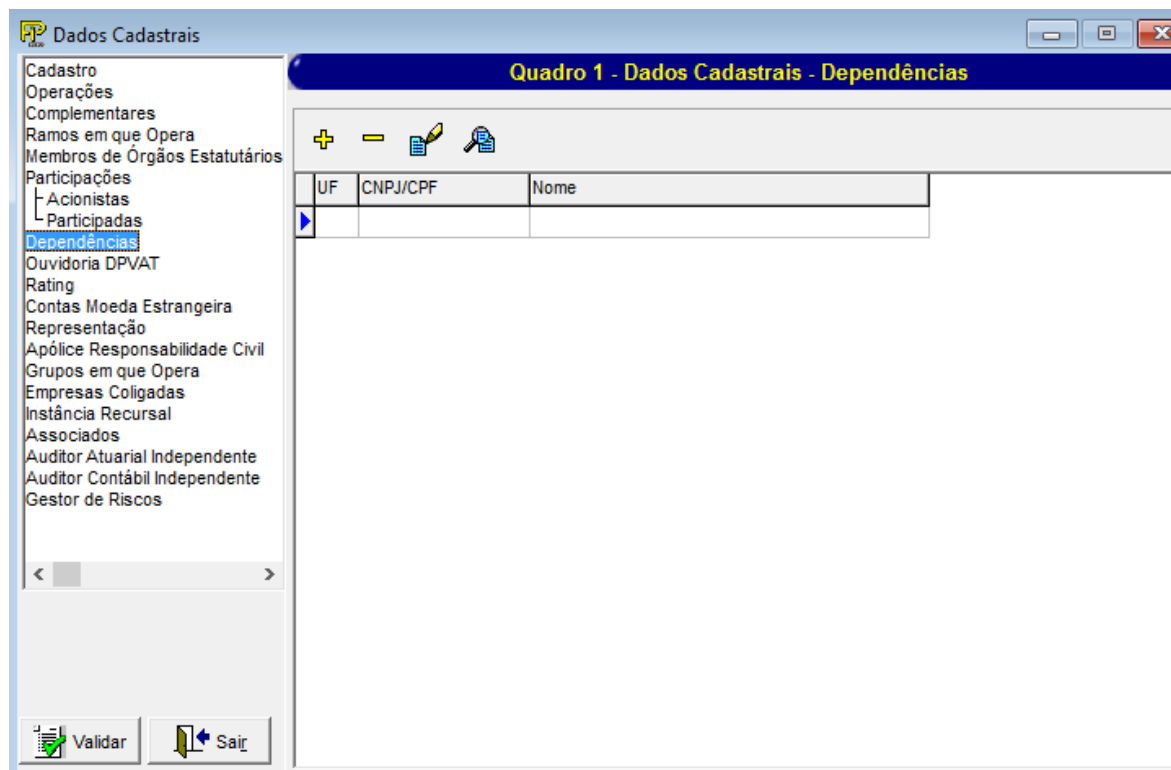 Dados Cadastrais
Cadastro
Operações
Complementares
Ramos em que Opera
Membros de Órgãos Estatutários
Participações
Acionistas
Participadas
Dependências
Ouvidoria DPVAT
Rating
Contas Moeda Estrangeira
Representação
Apólice Responsabilidade Civil
Grupos em que Opera
Empresas Coligadas
Instância Recursal
Associados
Auditor Atuarial Independente
Auditor Contábil Independente
Gestor de Riscos
Validar Sair
Quadro 1 - Dados Cadastrais - Dependências
UF CNPJ/CPF Nome